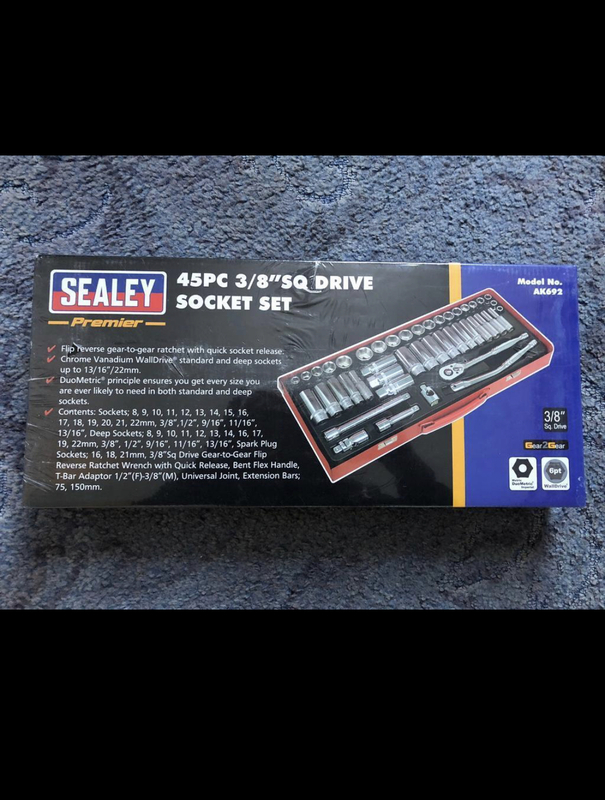 SEALEY
Premier
45PC 3/8"SQ DRIVE
SOCKET SET
Model No.
AK692
Flip reverse gear-to-gear ratchet with quick socket release.
Chrome Vanadium WallDrive® standard and deep sockets
up to 13/16"/22mm.
DuoMetric® principle ensures you get every size you
are ever likely to need in both standard and deep
sockets.
Contents: Sockets; 8, 9, 10, 11, 12, 13, 14, 15, 16,
17, 18, 19, 20, 21, 22mm, 3/8",1/2", 9/16", 11/16",
13/16", Deep Sockets; 8, 9, 10, 11, 12, 13, 14, 16, 17,
19, 22mm, 3/8", 1/2", 9/16", 11/16", 13/16", Spark Plug
Sockets; 16, 18, 21mm, 3/8"Sq Drive Gear-to-Gear Flip
Reverse Ratchet Wrench with Quick Release, Bent Flex Handle,
T-Bar Adaptor 1/2"(F)-3/8"(M), Universal Joint, Extension Bars;
75, 150mm.
3/8"
Sq. Drive
Gear2Gear
DuoMetric®
6pt
WallDrive®